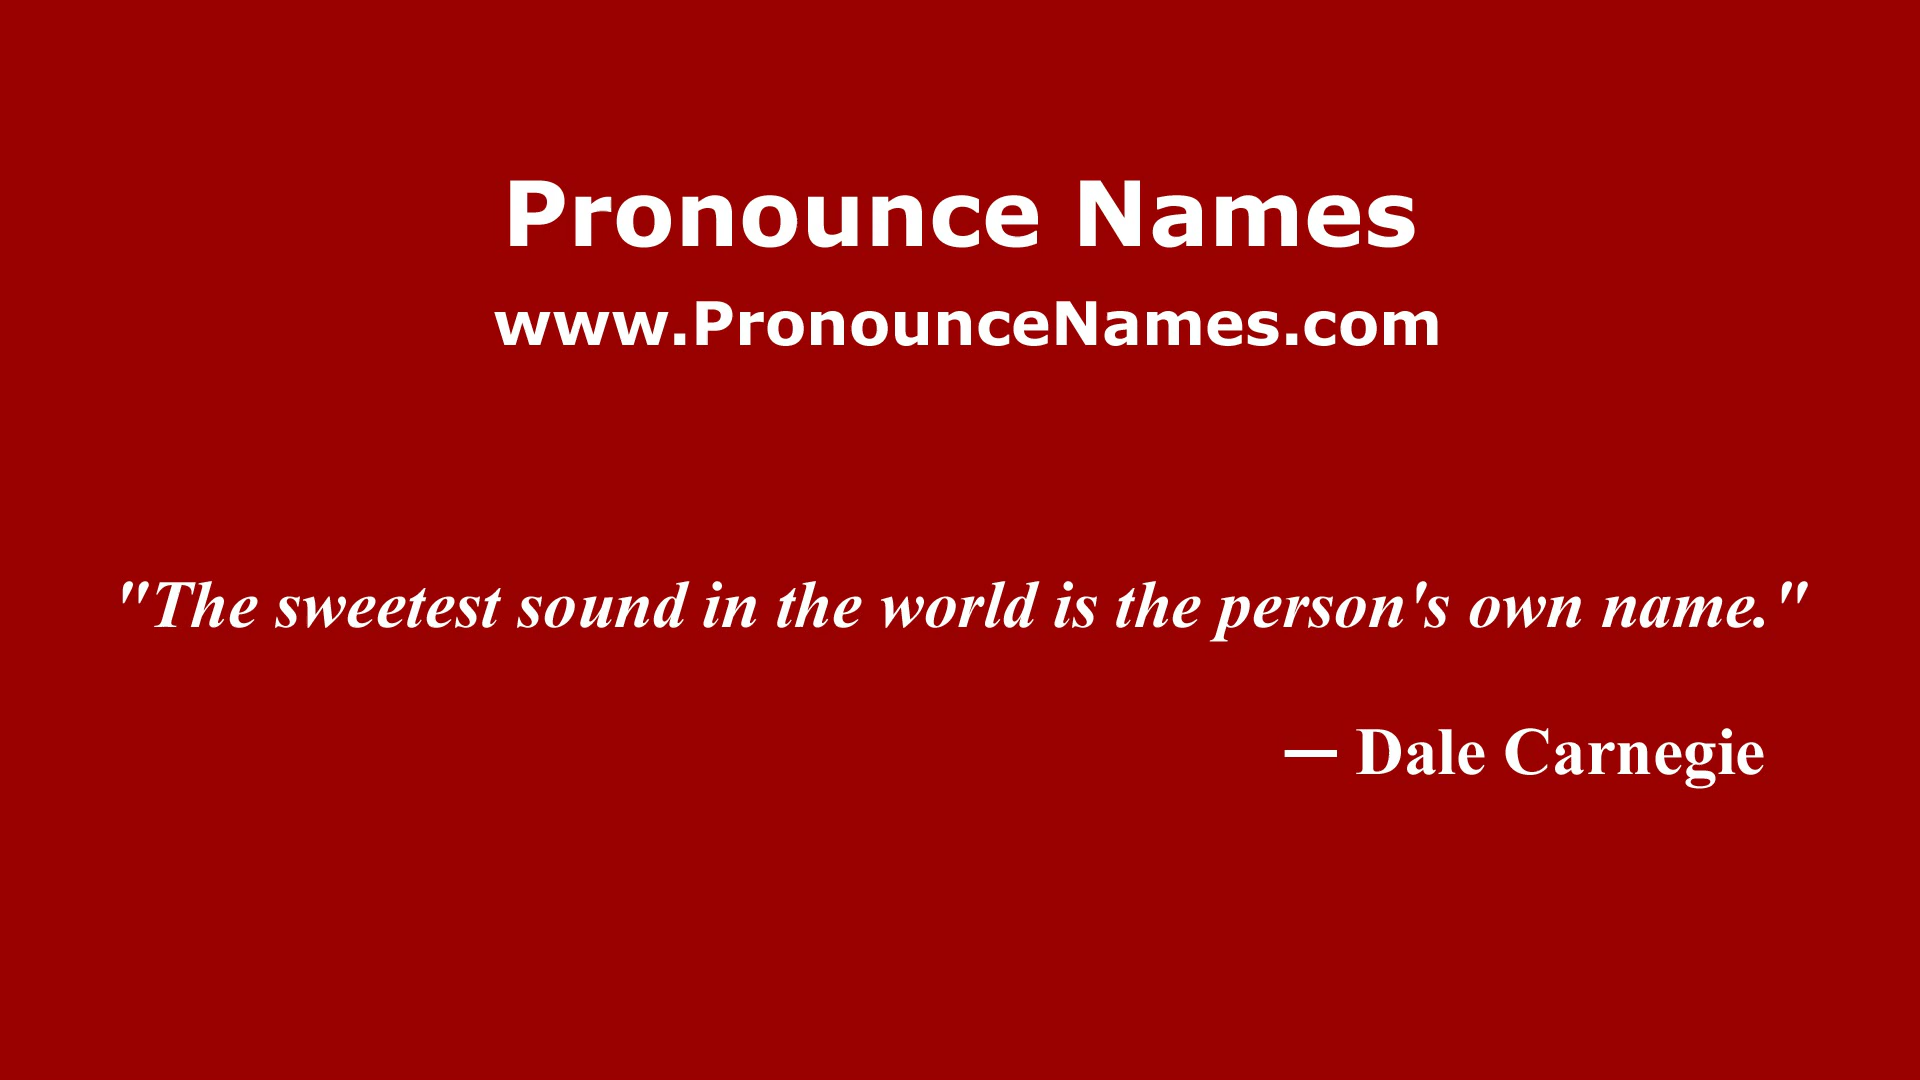 Pronounce Names
www.PronounceNames.com
"The sweetest sound in the world is the person's own name."
— Dale Carnegie